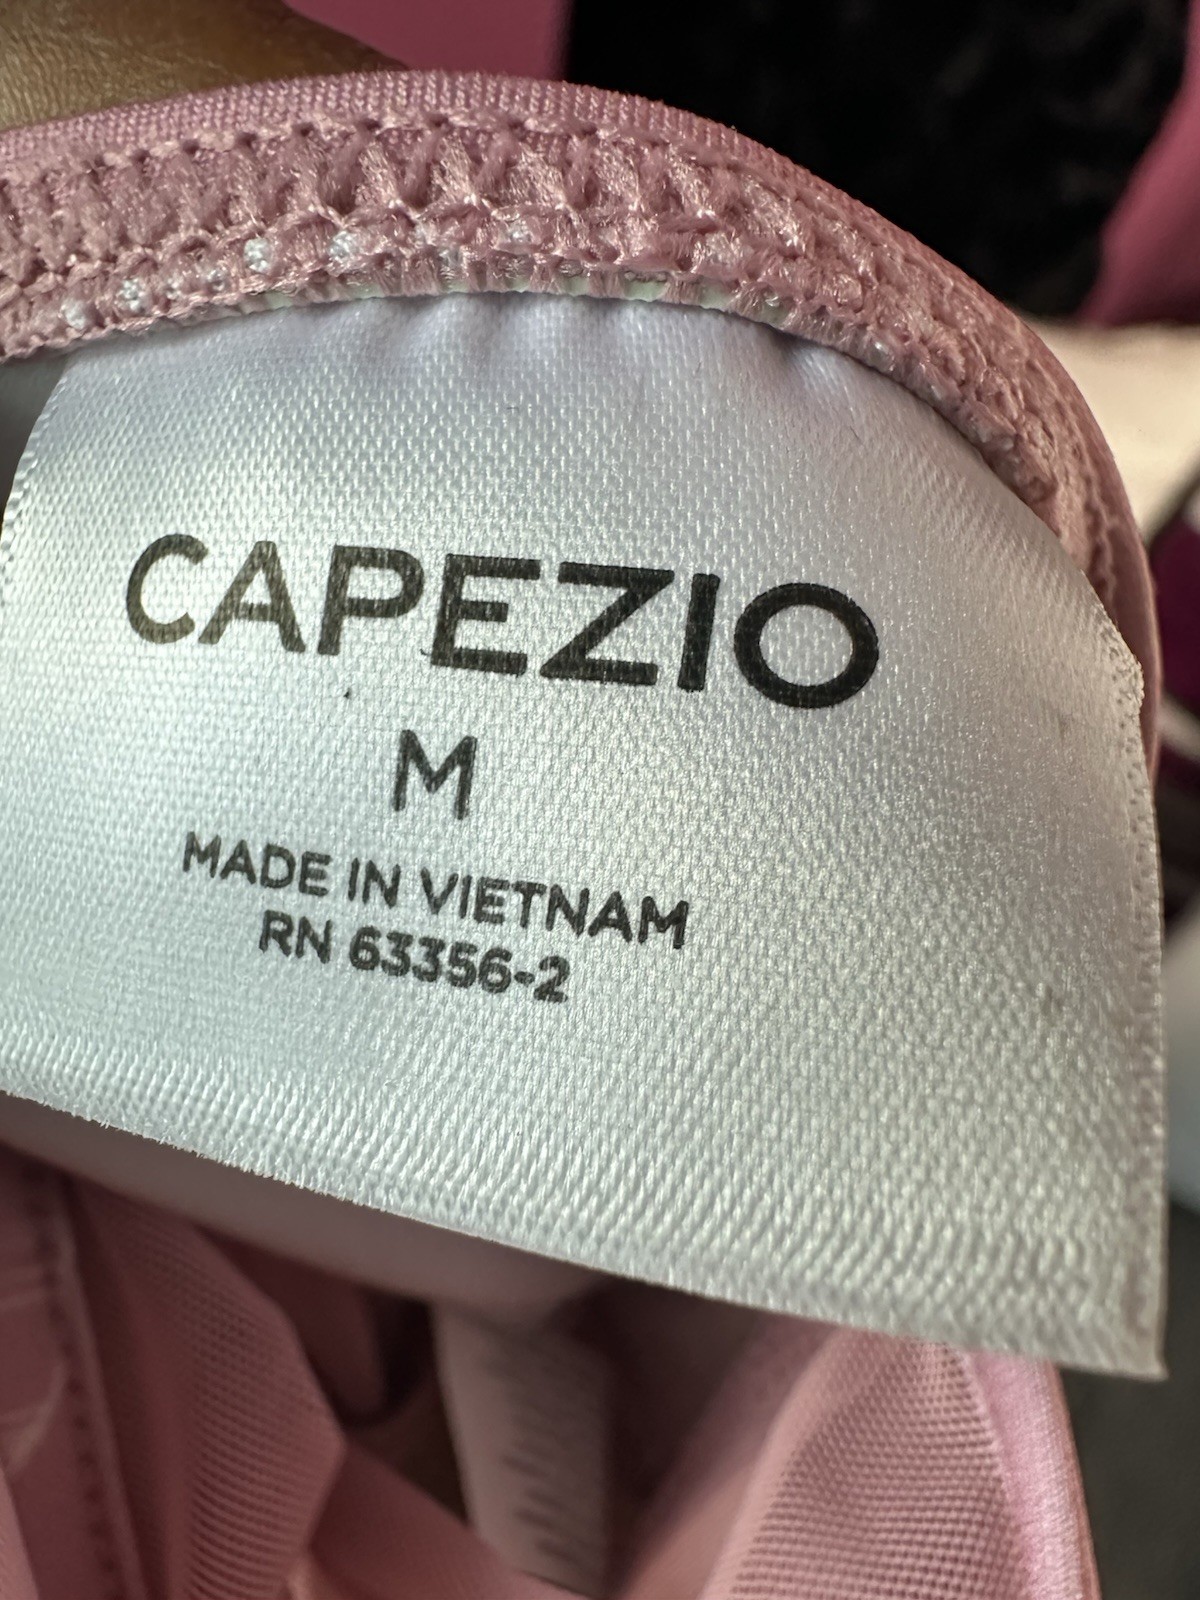 CAPEZIO
M
MADE IN VIETNAM
RN 63356-2